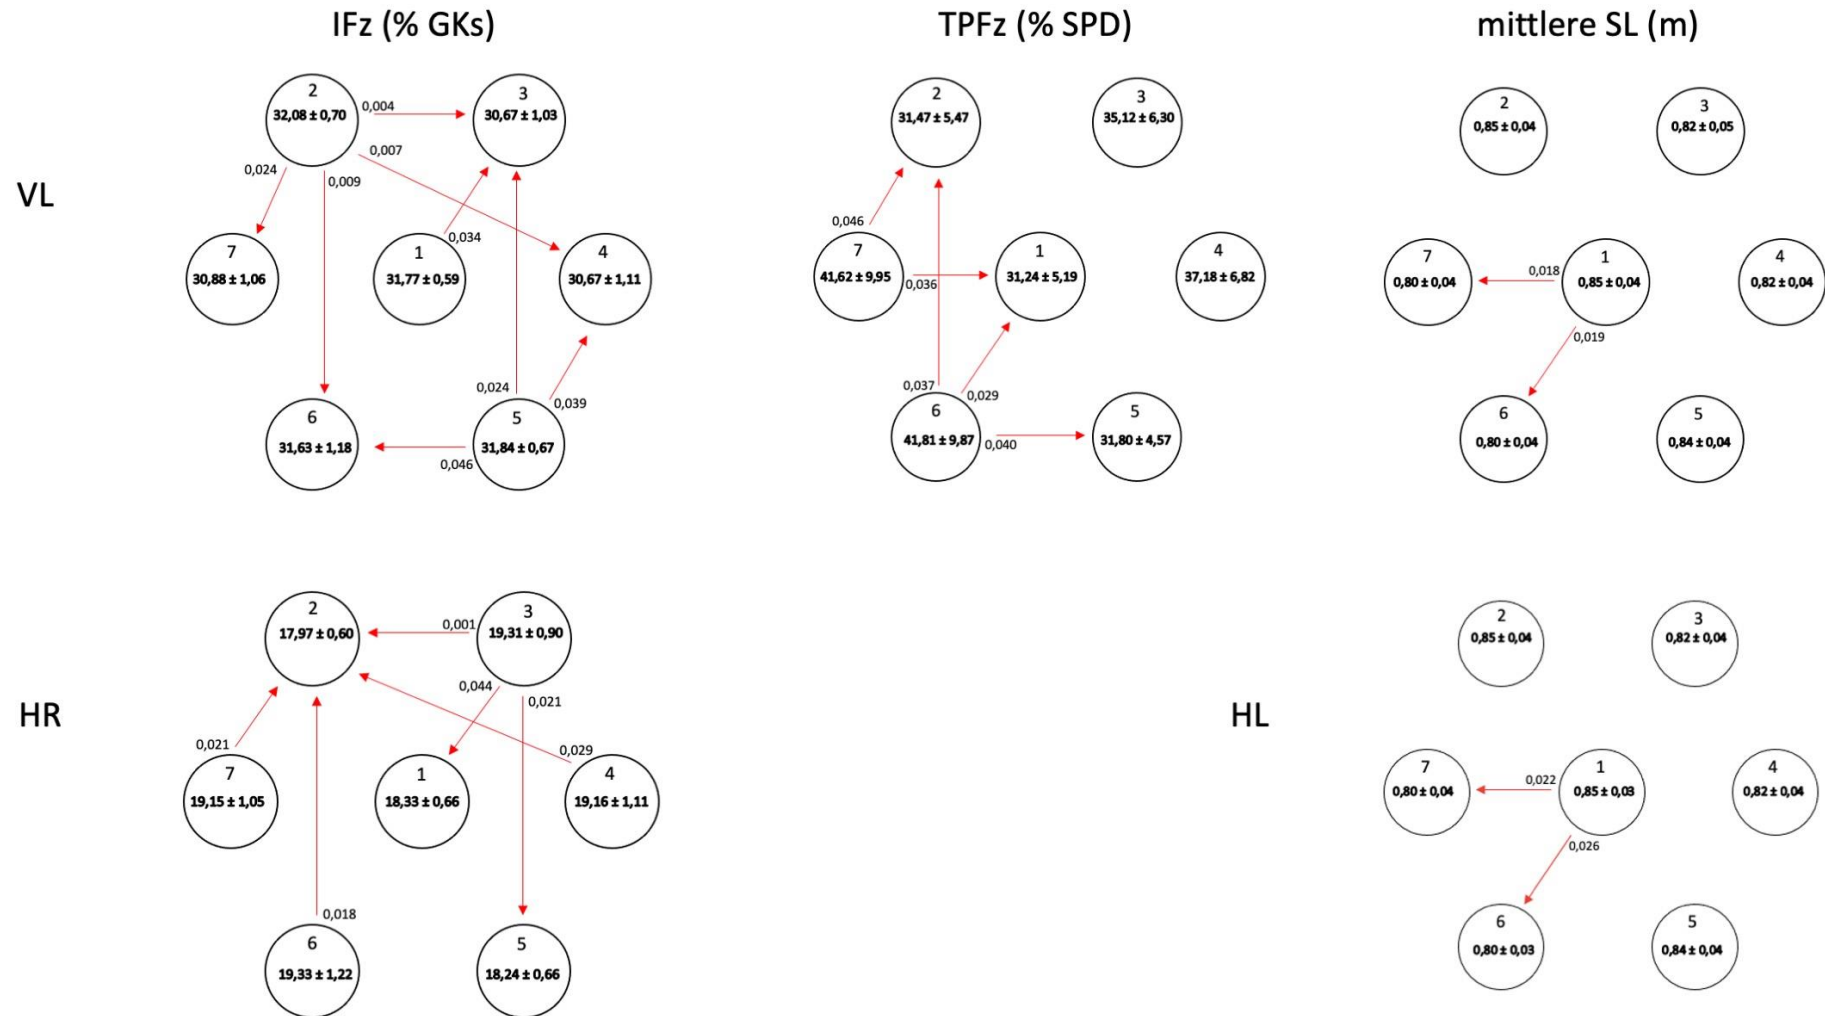 IFz (% GKs)
TPFz (% SPD)
mittlere SL (m)
VL
2
32,08 ± 0,70
0,004
3
30,67 ± 1,03
0,007
0,024
0,009
7
30,88 ± 1,06
1
31,77 ± 0,59
0,034
4
30,67 ± 1,11
0,024
0,039
6
31,63 ± 1,18
0,046
5
31,84 ± 0,67
2
31,47 ± 5,47
3
35,12 ± 6,30
0,046
7
41,62 ± 9,95
0,036
1
31,24 ± 5,19
4
37,18 ± 6,82
0,037
0,029
6
41,81 ± 9,87
0,040
5
31,80 ± 4,57
2
0,85 ± 0,04
3
0,82 ± 0,05
7
0,80 ± 0,04
0,018
1
0,85 ± 0,04
4
0,82 ± 0,04
0,019
6
0,80 ± 0,04
5
0,84 ± 0,04
HR
2
17,97 ± 0,60
0,001
3
19,31 ± 0,90
0,044
0,021
0,021
7
19,15 ± 1,05
1
18,33 ± 0,66
0,029
4
19,16 ± 1,11
0,018
6
19,33 ± 1,22
5
18,24 ± 0,66
HL
2
0,85 ± 0,04
3
0,82 ± 0,04
7
0,80 ± 0,04
0,022
1
0,85 ± 0,03
4
0,82 ± 0,04
0,026
6
0,80 ± 0,03
5
0,84 ± 0,04